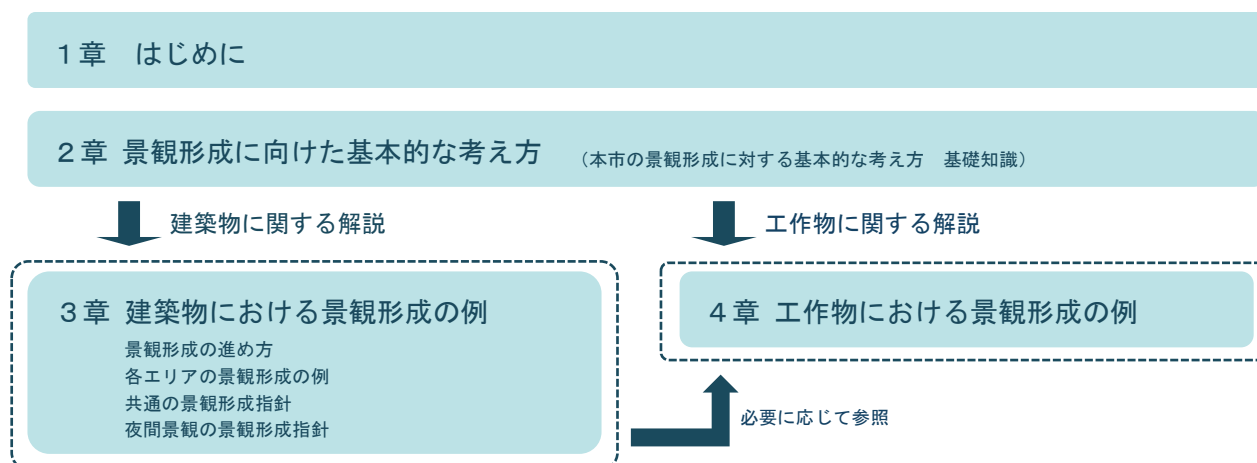 1章　はじめに
2章 景観形成に向けた基本的な考え方　（本市の景観形成に対する基本的な考え方　基礎知識）
建築物に関する解説
工作物に関する解説
3章 建築物における景観形成の例
景観形成の進め方
各エリアの景観形成の例
共通の景観形成指針
夜間景観の景観形成指針
4章 工作物における景観形成の例
必要に応じて参照